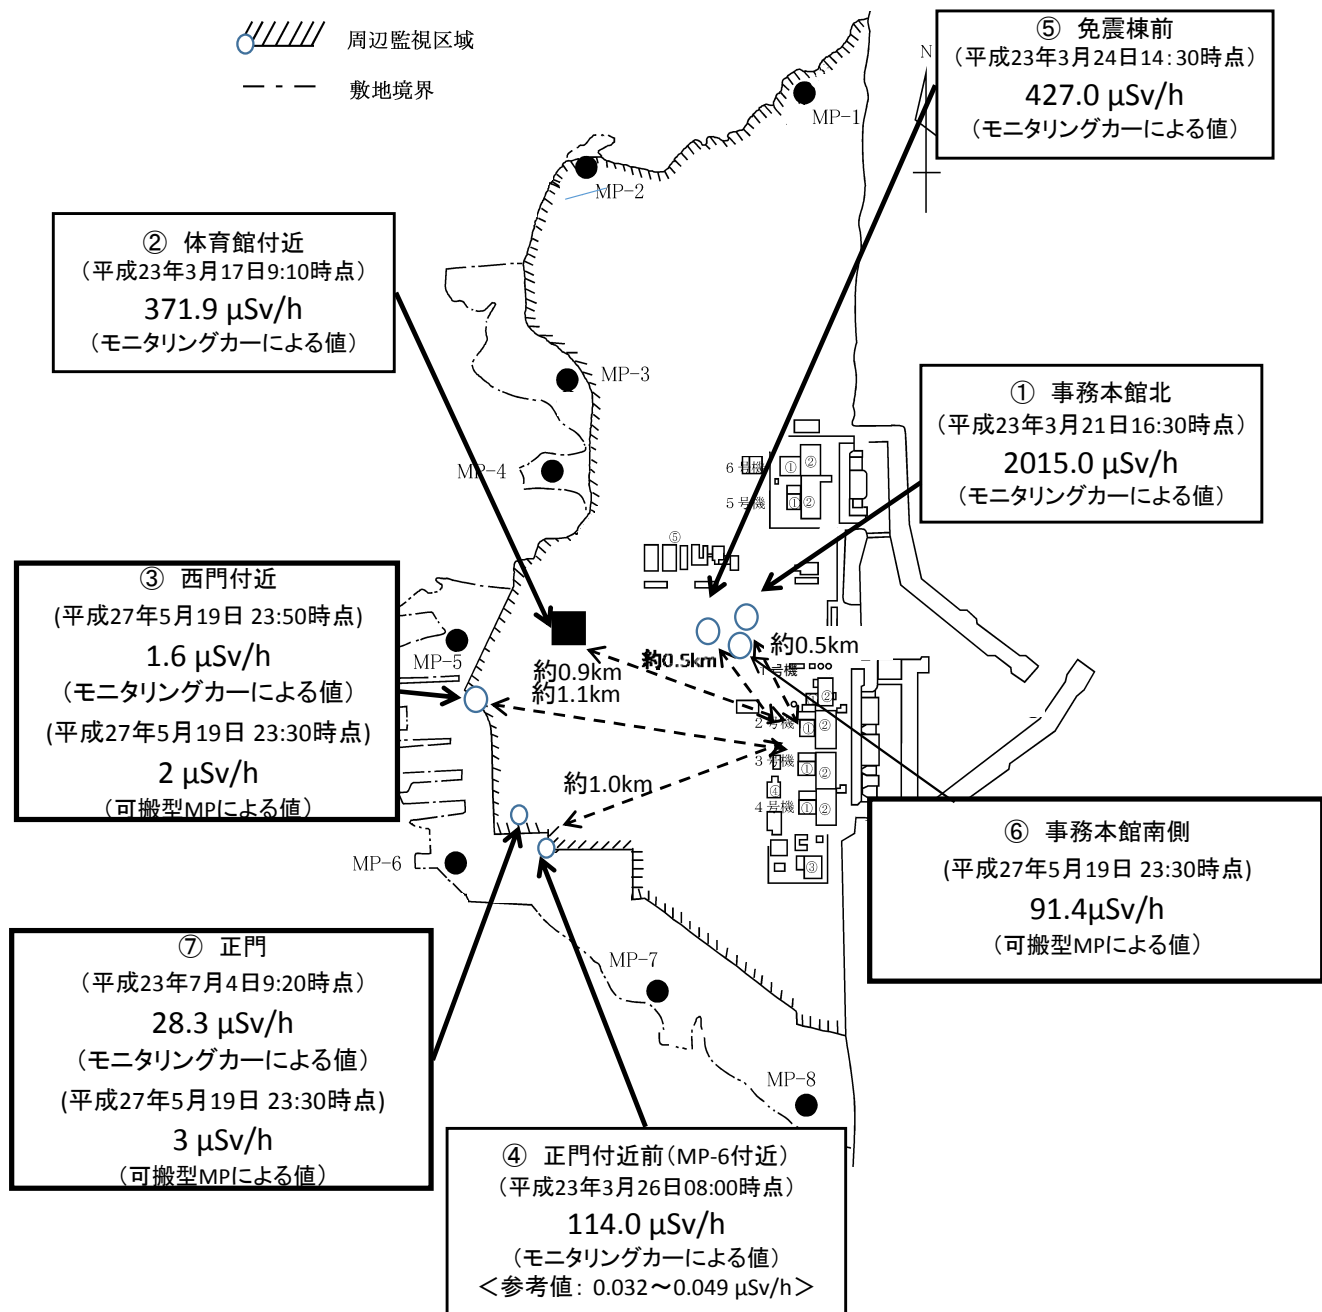 周辺監視区域
敷地境界
⑤ 免震棟前
（平成23年3月24日14：30時点）
427.0 μSv/h
（モニタリングカーによる値）
N
MP-1
MP-2
② 体育館付近
（平成23年3月17日9:10時点）
371.9 μSv/h
（モニタリングカーによる値）
MP-3
① 事務本館北
（平成23年3月21日16:30時点）
2015.0 μSv/h
（モニタリングカーによる値）
MP-4
6号機
① ②
5号機
① ②
⑤
③ 西門付近
(平成27年5月19日 23:50時点)
1.6 μSv/h
（モニタリングカーによる値）
(平成27年5月19日 23:30時点)
2 μSv/h
（可搬型MPによる値）
MP-5
約0.9km
約1.1km
約0.5km
約0.5km
1号機
②
2号機
① ②
3号機
① ②
④
4号機
① ②
③
約1.0km
MP-6
⑥ 事務本館南側
(平成27年5月19日 23:30時点)
91.4μSv/h
（可搬型MPによる値）
⑦ 正門
（平成23年7月4日9:20時点）
28.3 μSv/h
（モニタリングカーによる値）
(平成27年5月19日 23:30時点)
3 μSv/h
（可搬型MPによる値）
MP-7
MP-8
④ 正門付近前（MP-6付近）
（平成23年3月26日08:00時点）
114.0 μSv/h
（モニタリングカーによる値）
＜参考値： 0.032～0.049 μSv/h＞